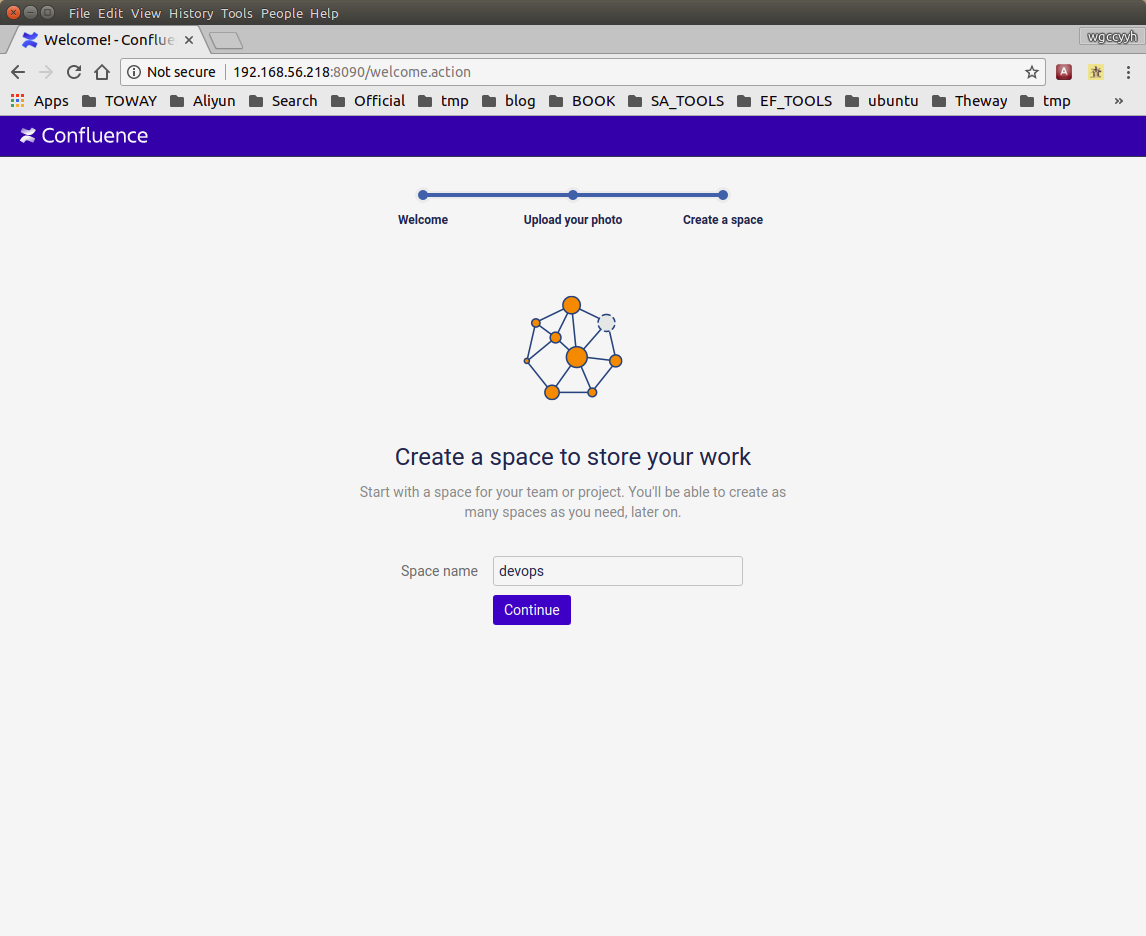 File Edit View History Tools People Help
Welcome! - Conflue
wgccyyh
Not secure 192.168.56.218:8090/welcome.action
Apps TOWAY Aliyun Search Official tmp blog BOOK SA_TOOLS EF_TOOLS ubuntu Theway tmp »
Confluence
Welcome Upload your photo Create a space
Create a space to store your work
Start with a space for your team or project. You'll be able to create as
many spaces as you need, later on.
Space name devops
Continue